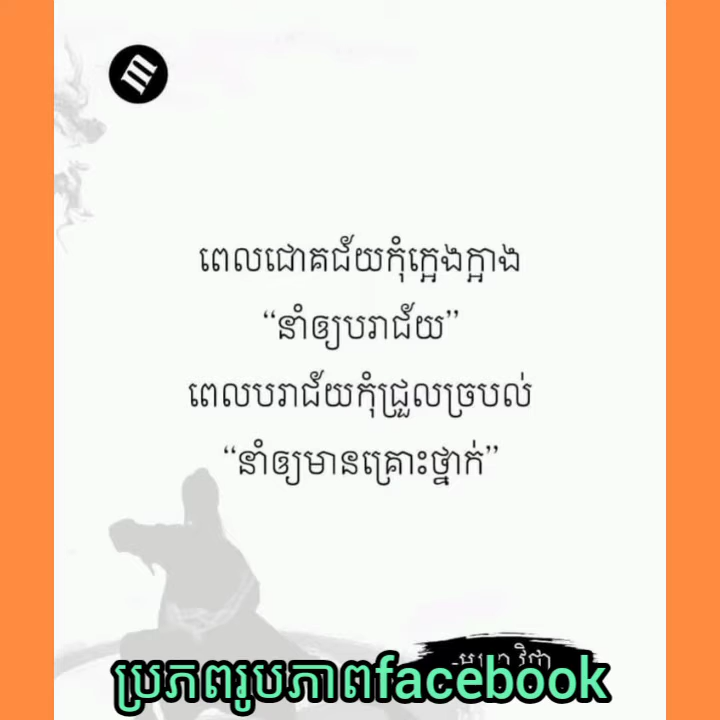 m
ពេលជោគជ័យកុំក្អេងក្អាង
“នាំឲ្យបរាជ័យ”
ពេលបរាជ័យកុំជ្រួលច្របល់
“នាំឲ្យមានគ្រោះថ្នាក់”
ប្រភពរូបភាពfacebook